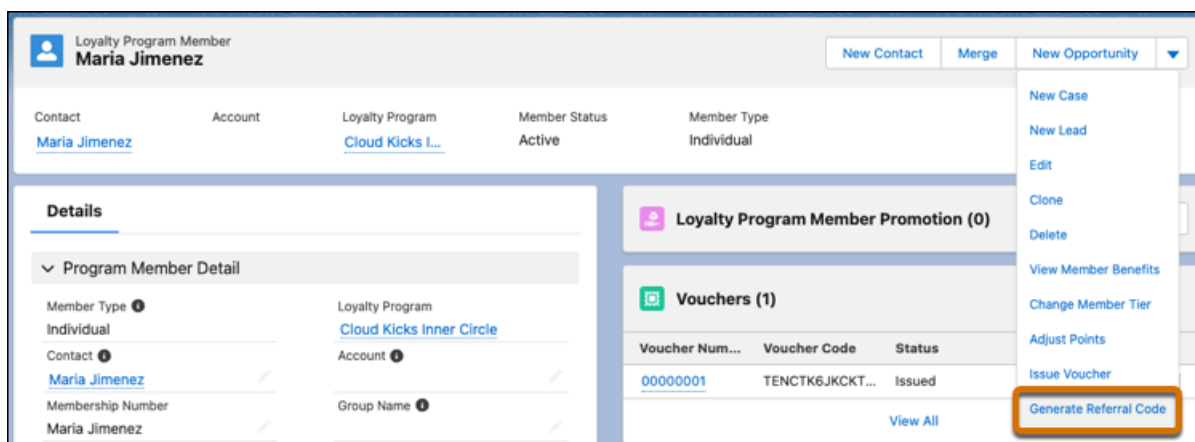 Loyalty Program Member
Maria Jimenez
New Contact
Merge
New Opportunity
Contact
Account
Loyalty Program
Member Status
Member Type
Maria Jimenez
Cloud Kicks I...
Active
Individual
New Case
New Lead
Edit
Clone
Delete
View Member Benefits
Change Member Tier
Adjust Points
Issue Voucher
Generate Referral Code
Details
Program Member Detail
Member Type
Individual
Loyalty Program
Cloud Kicks Inner Circle
Contact
Maria Jimenez
Account
Membership Number
Maria Jimenez
Group Name
Loyalty Program Member Promotion (0)
Vouchers (1)
Voucher Num...
Voucher Code
Status
00000001
TENCTK6JKCKT...
Issued
View All